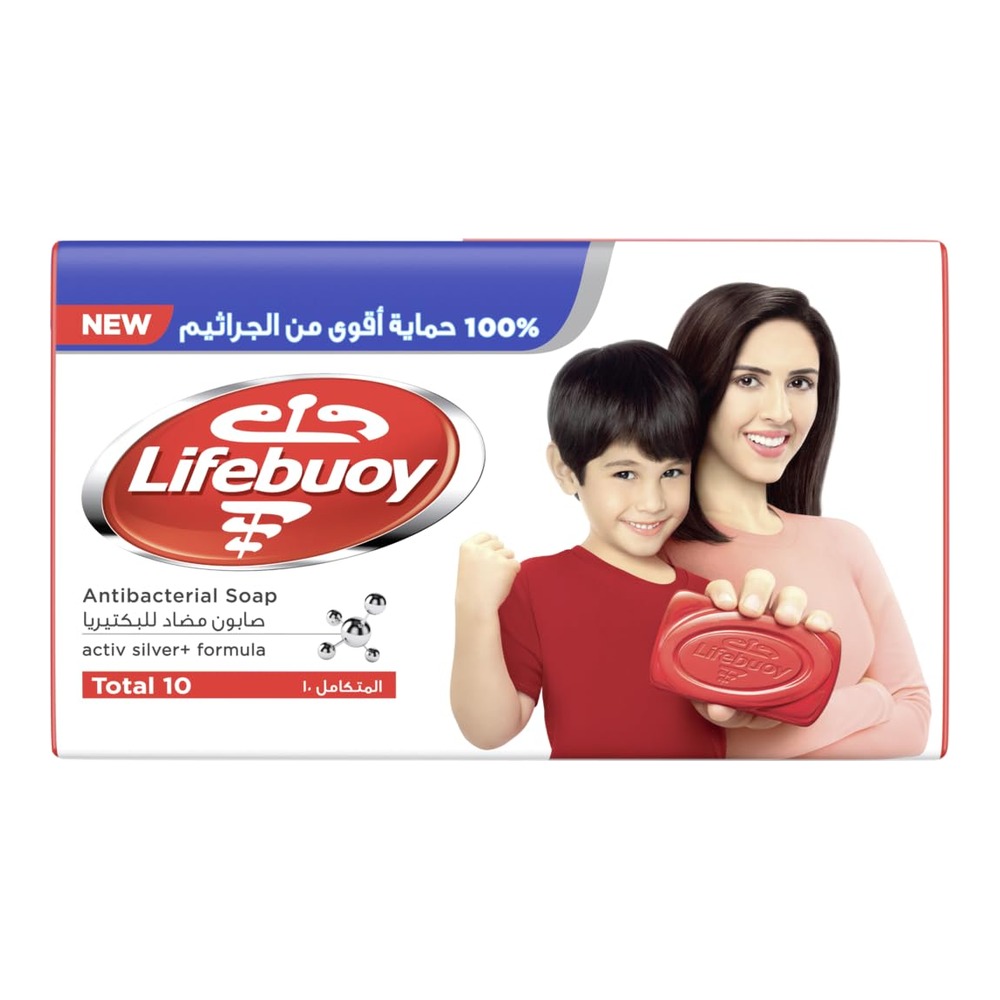 NEW
100% حماية أقوى من الجراثيم
Lifebuoy
Antibacterial Soap
صابون مضاد للبكتيريا
activ silver+ formula
Total 10 المتكامل ١٠
Lifebuoy